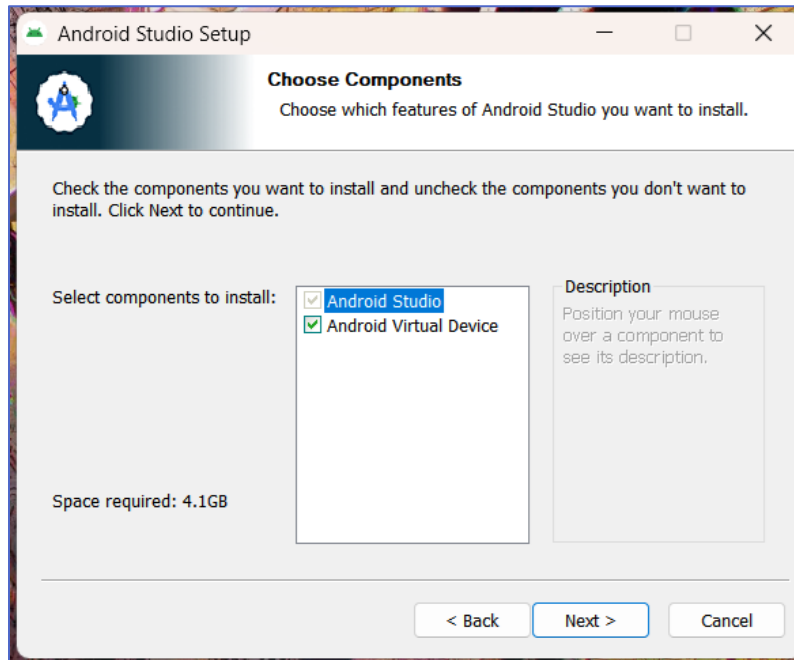 Android Studio Setup
Choose Components
Choose which features of Android Studio you want to install.
Check the components you want to install and uncheck the components you don't want to
install. Click Next to continue.
Select components to install:
Android Studio
Android Virtual Device
Description
Position your mouse
over a component to
see its description.
Space required: 4.1GB
< Back
Next >
Cancel